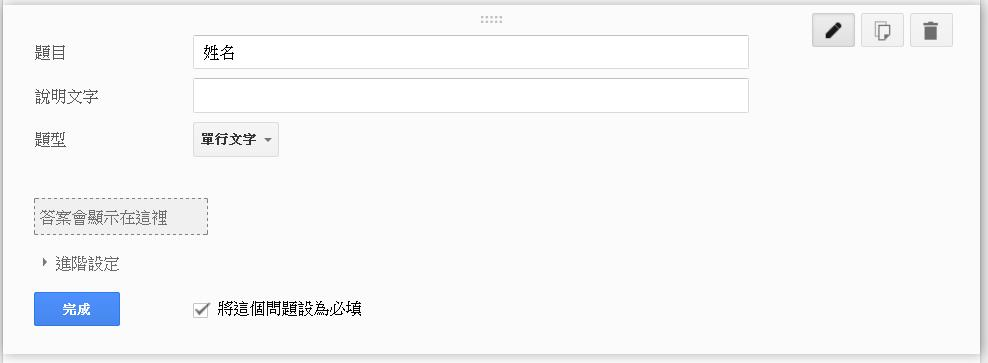 題目
姓名
說明文字
題型
單行文字
答案會顯示在這裡
進階設定
完成
將這個問題設為必填